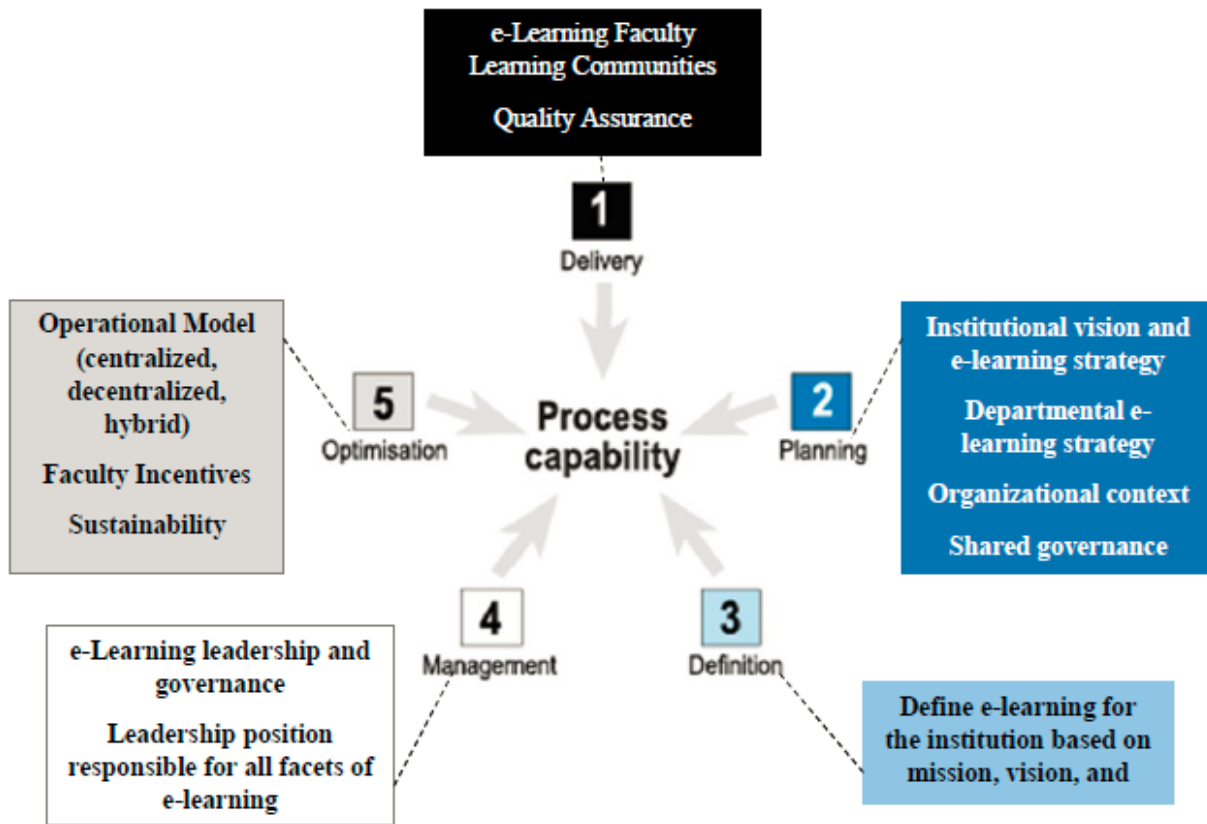 e-Learning Faculty
Learning Communities
Quality Assurance
1
Delivery
Operational Model
(centralized,
decentralized,
hybrid)
Faculty Incentives
Sustainability
5
Optimisation
Process
capability
2
Planning
Institutional vision and
e-learning strategy
Departmental e-
learning strategy
Organizational context
Shared governance
4
Management
e-Learning leadership and
governance
Leadership position
responsible for all facets of
e-learning
3
Definition
Define e-learning for
the institution based on
mission, vision, and